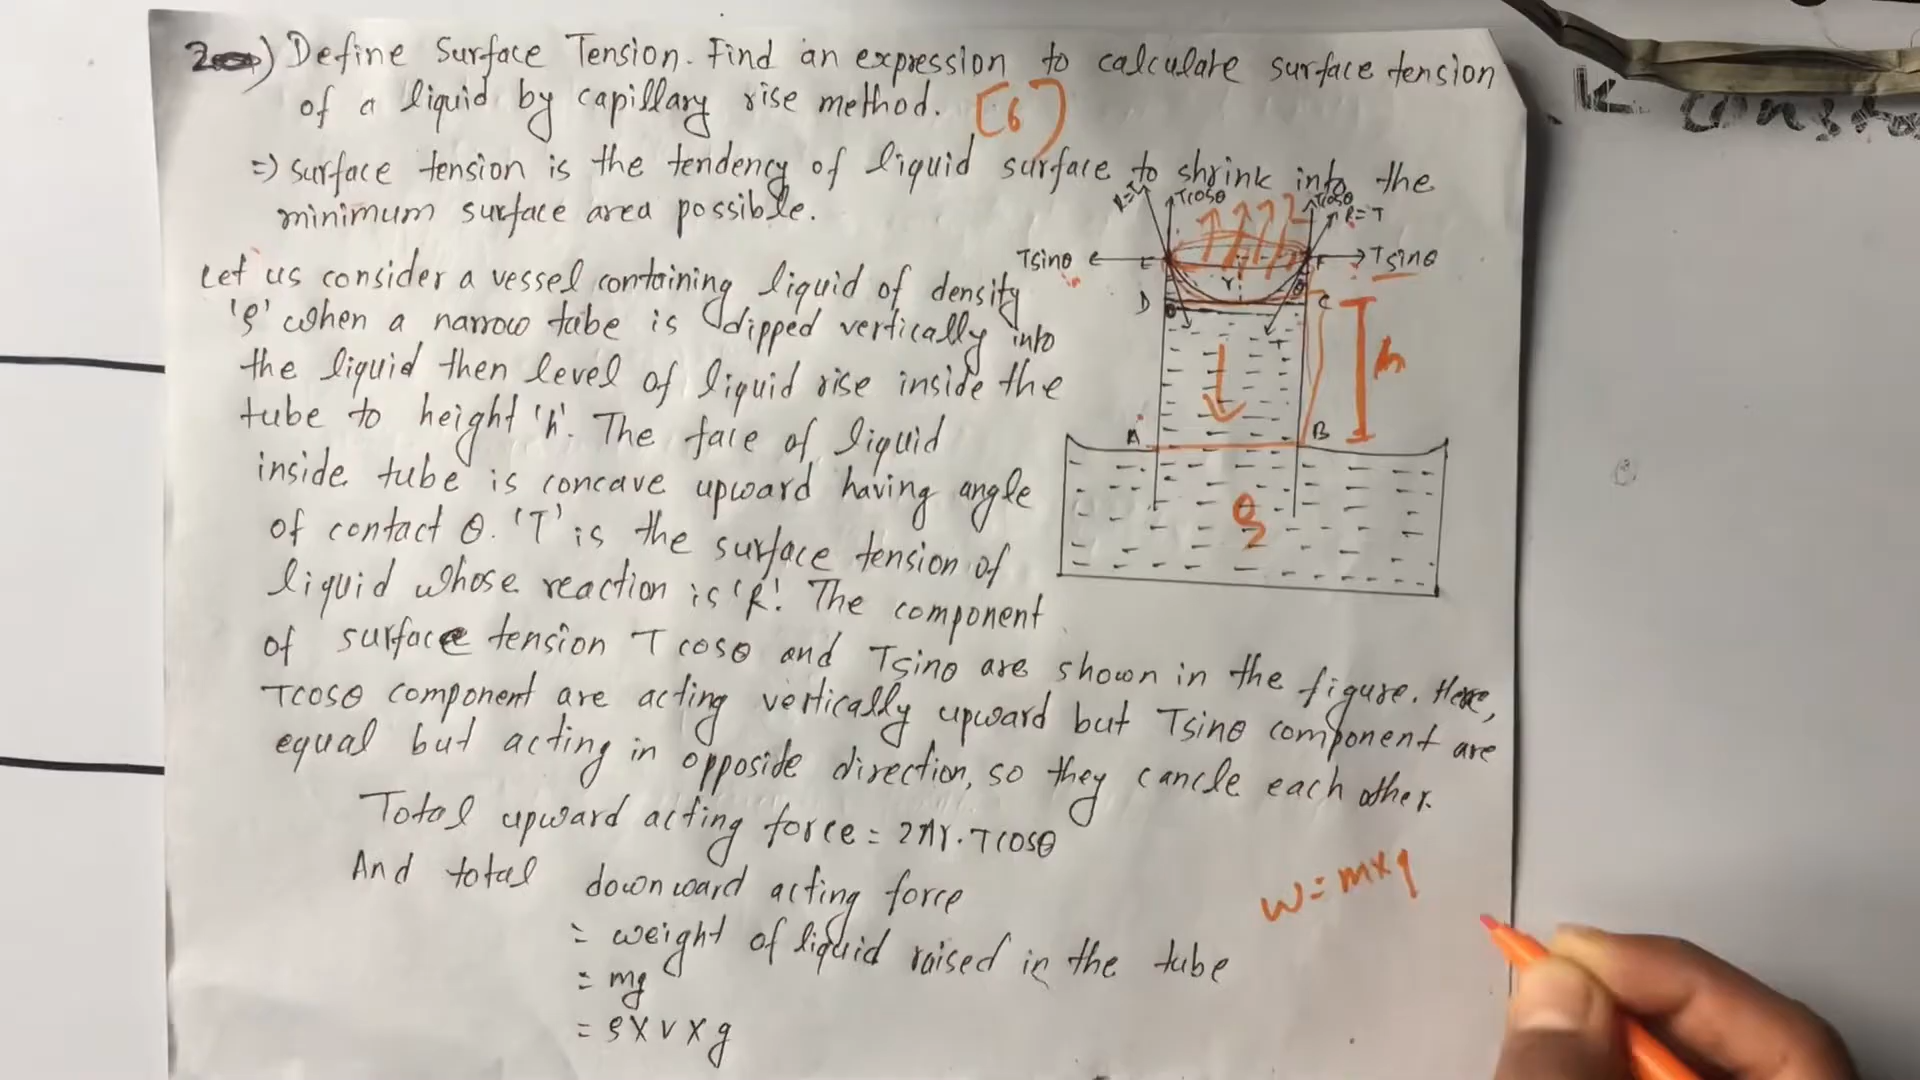 2) Define Surface Tension. Find an expression to calculate surface tension
of a liquid by capillary rise method. [6]
=> surface tension is the tendency of liquid surface to shrink into the
minimum surface area possible.
Let us consider a vessel containing liquid of density
'ρ' when a narrow tube is dipped vertically into
the liquid then level of liquid rise inside the
tube to height 'h'. The face of liquid
inside tube is concave upward having angle
of contact θ. 'T' is the surface tension of
liquid whose reaction is 'R'. The component
of surface tension T cosθ and Tsinθ are shown in the figure. Here,
Tcosθ component are acting vertically upward but Tsinθ component are
equal but acting in opposide direction, so they cancle each other.
Total upward acting force = 2πr.Tcosθ
And total downward acting force
= weight of liquid raised in the tube
= mg
= ρ x v x g
w = m x g
R=T Tcosθ Tcosθ R=T
Tsinθ E r F Tsinθ
D θ θ C
T
h
A B
ρ
K consta